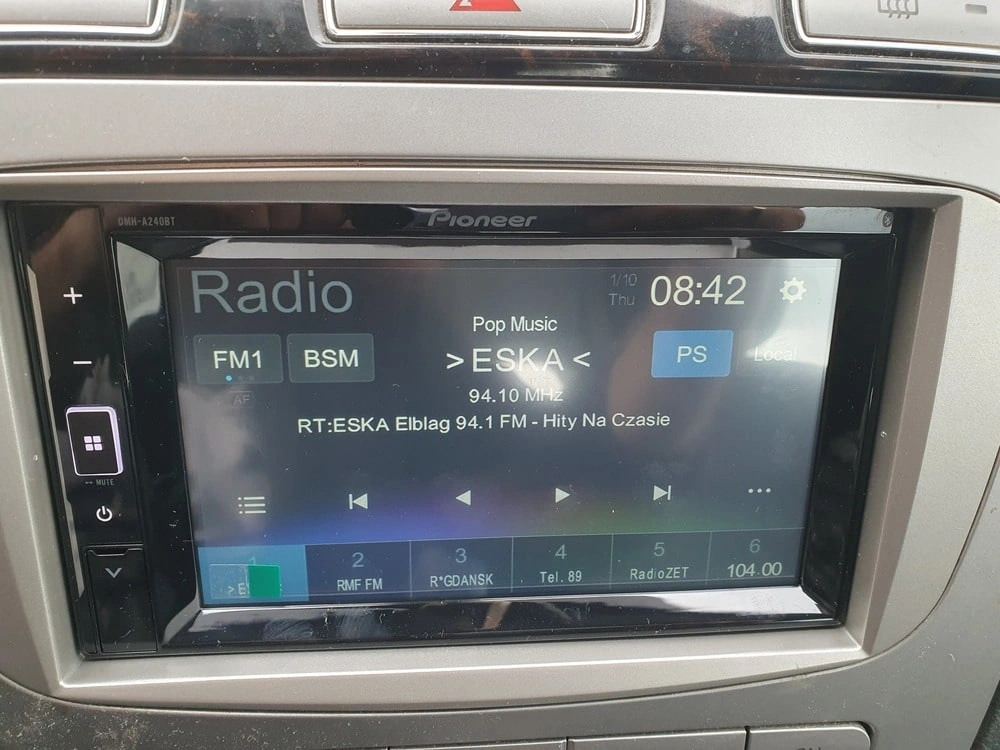 DMH-A240BT
Pioneer
Radio
1/10
Thu
08:42
Pop Music
FM1
BSM
>ESKA<
PS
Local
AF
94.10 MHz
RT:ESKA Elblag 94.1 FM - Hity Na Czasie
MUTE
1
2
3
4
5
6
RMF FM
R*GDANSK
Tel. 89
RadioZET
104.00